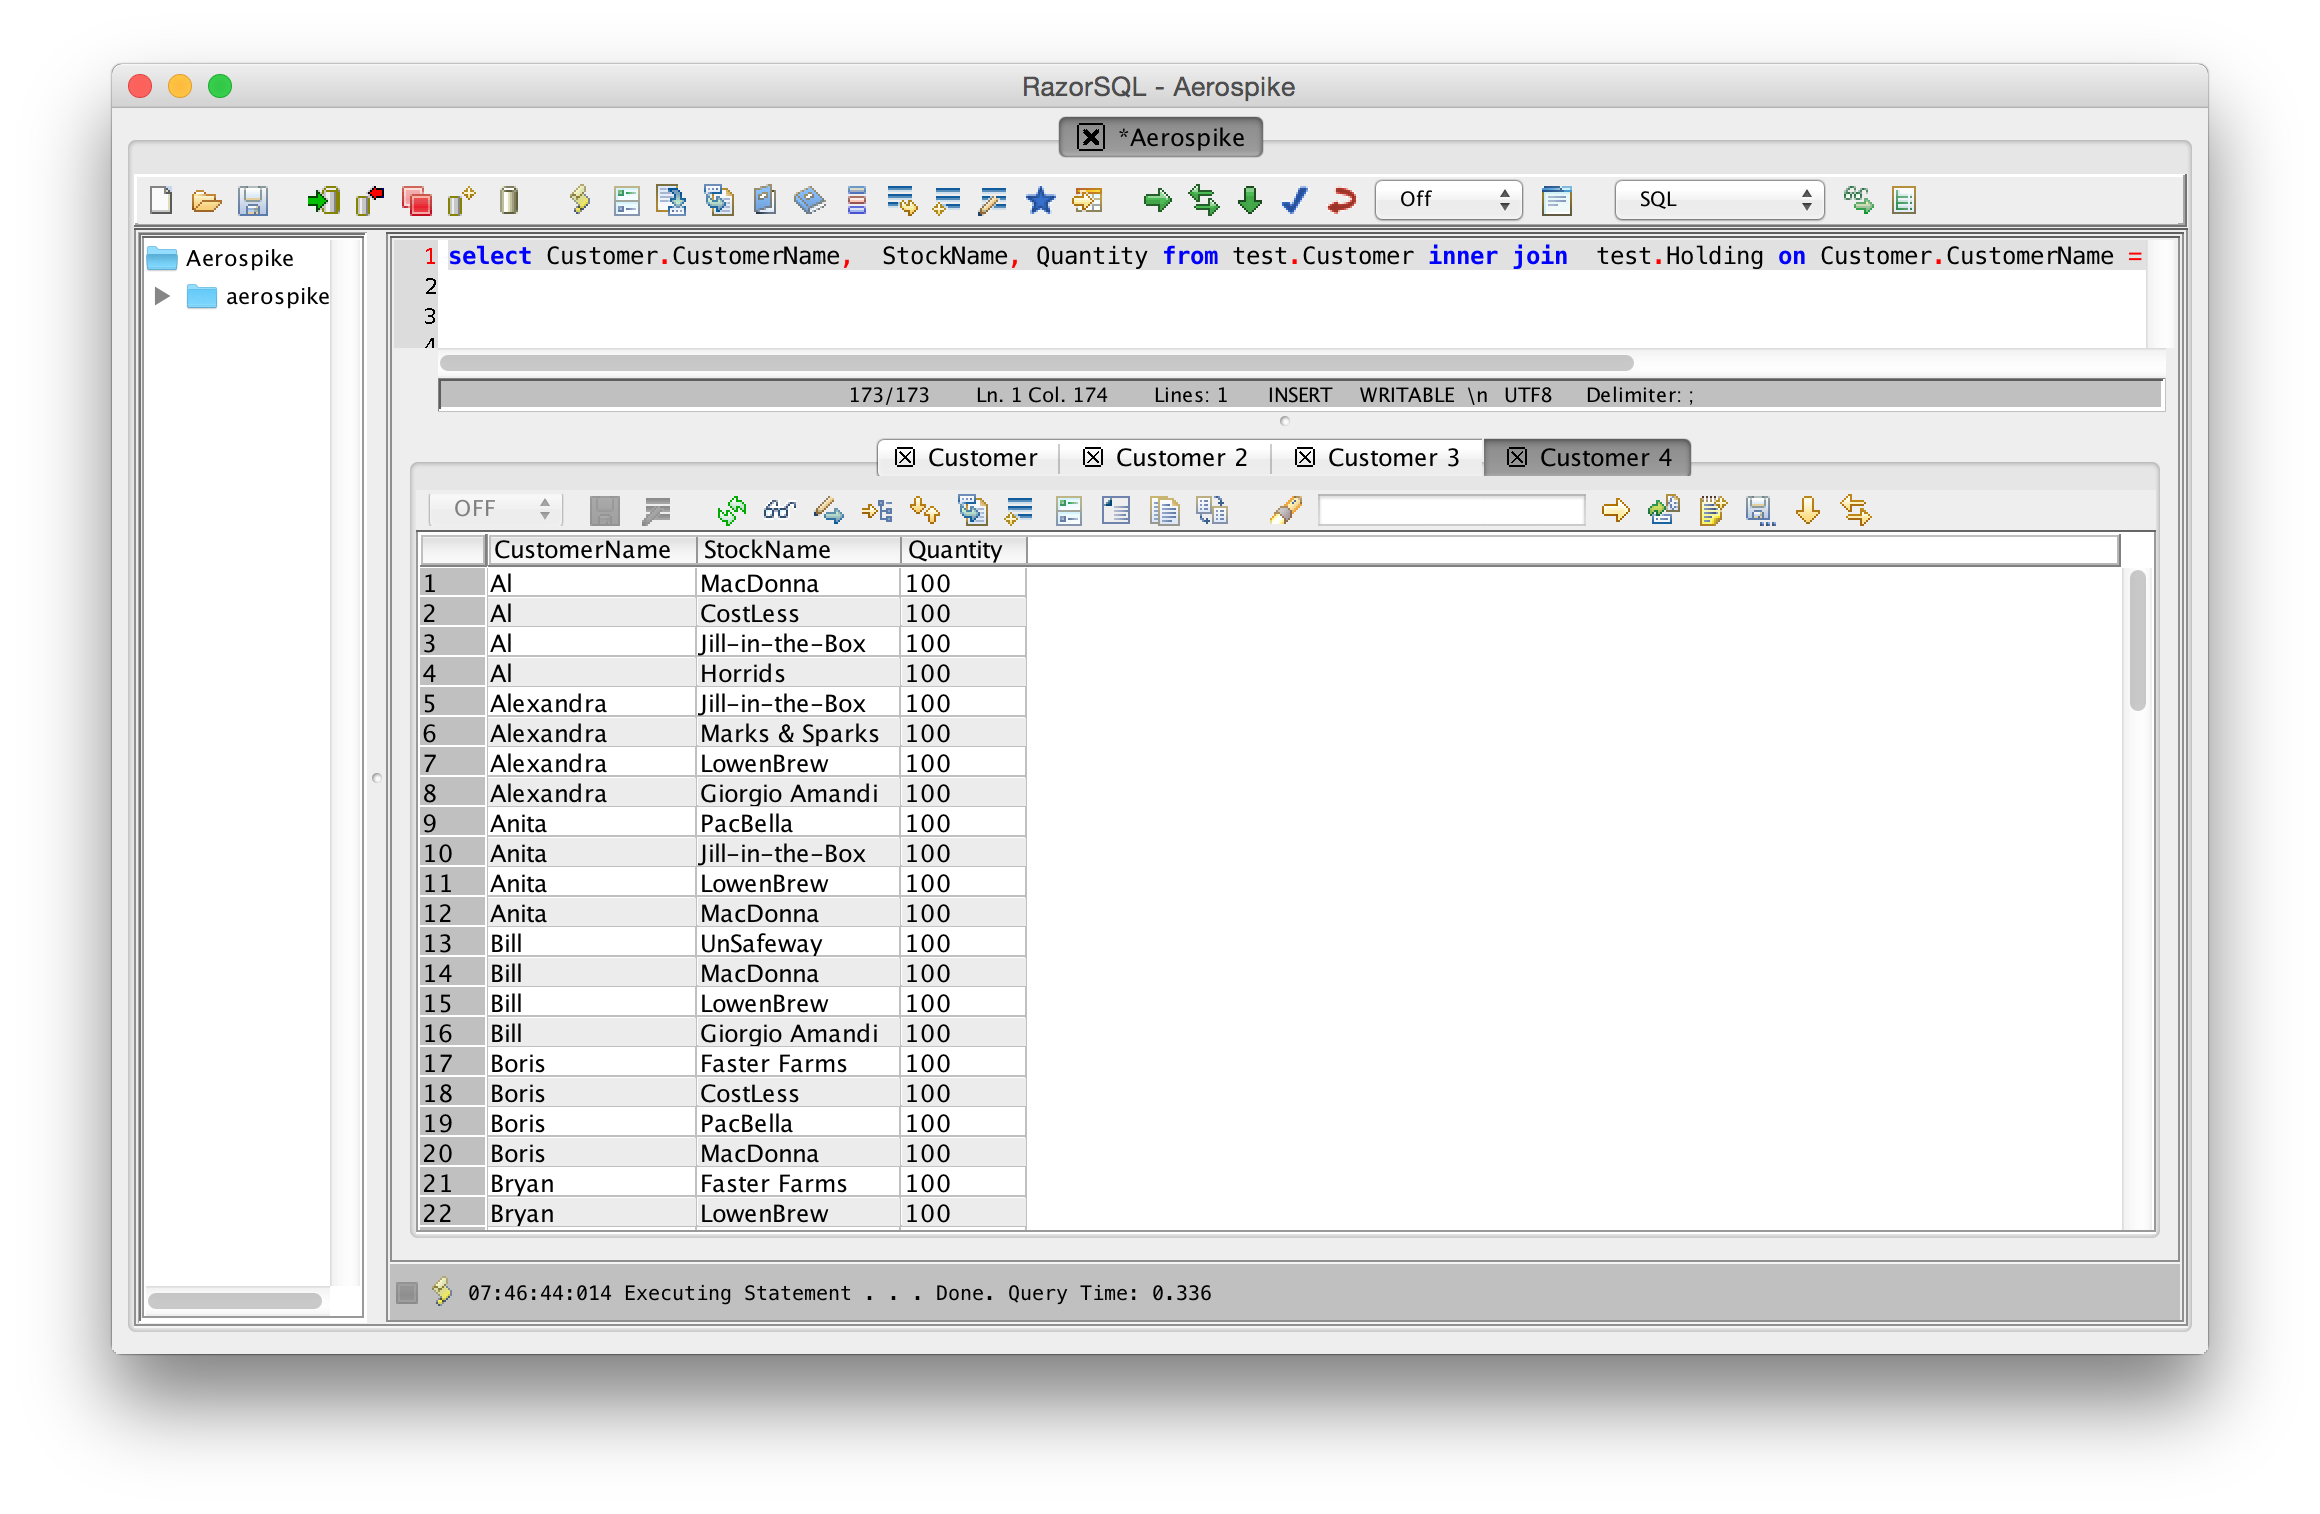 RazorSQL - Aerospike
*Aerospike
Off SQL
Aerospike
aerospike
1 select Customer.CustomerName,  StockName, Quantity from test.Customer inner join  test.Holding on Customer.CustomerName =
2
3
4
173/173 Ln. 1 Col. 174 Lines: 1 INSERT WRITABLE \n UTF8 Delimiter: ;
Customer Customer 2 Customer 3 Customer 4
OFF
CustomerName StockName Quantity
1 Al MacDonna 100
2 Al CostLess 100
3 Al Jill-in-the-Box 100
4 Al Horrids 100
5 Alexandra Jill-in-the-Box 100
6 Alexandra Marks & Sparks 100
7 Alexandra LowenBrew 100
8 Alexandra Giorgio Amandi 100
9 Anita PacBella 100
10 Anita Jill-in-the-Box 100
11 Anita LowenBrew 100
12 Anita MacDonna 100
13 Bill UnSafeway 100
14 Bill MacDonna 100
15 Bill LowenBrew 100
16 Bill Giorgio Amandi 100
17 Boris Faster Farms 100
18 Boris CostLess 100
19 Boris PacBella 100
20 Boris MacDonna 100
21 Bryan Faster Farms 100
22 Bryan LowenBrew 100
07:46:44:014 Executing Statement . . . Done. Query Time: 0.336